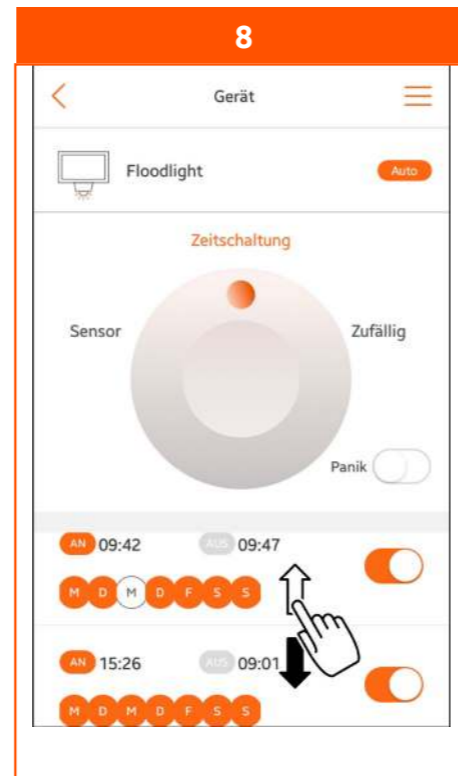 8
Gerät
Floodlight
Auto
Zeitschaltung
Sensor
Zufällig
Panik
AN 09:42 AUS 09:47
M D M D F S S
AN 15:26 AUS 09:01
M D M D F S S